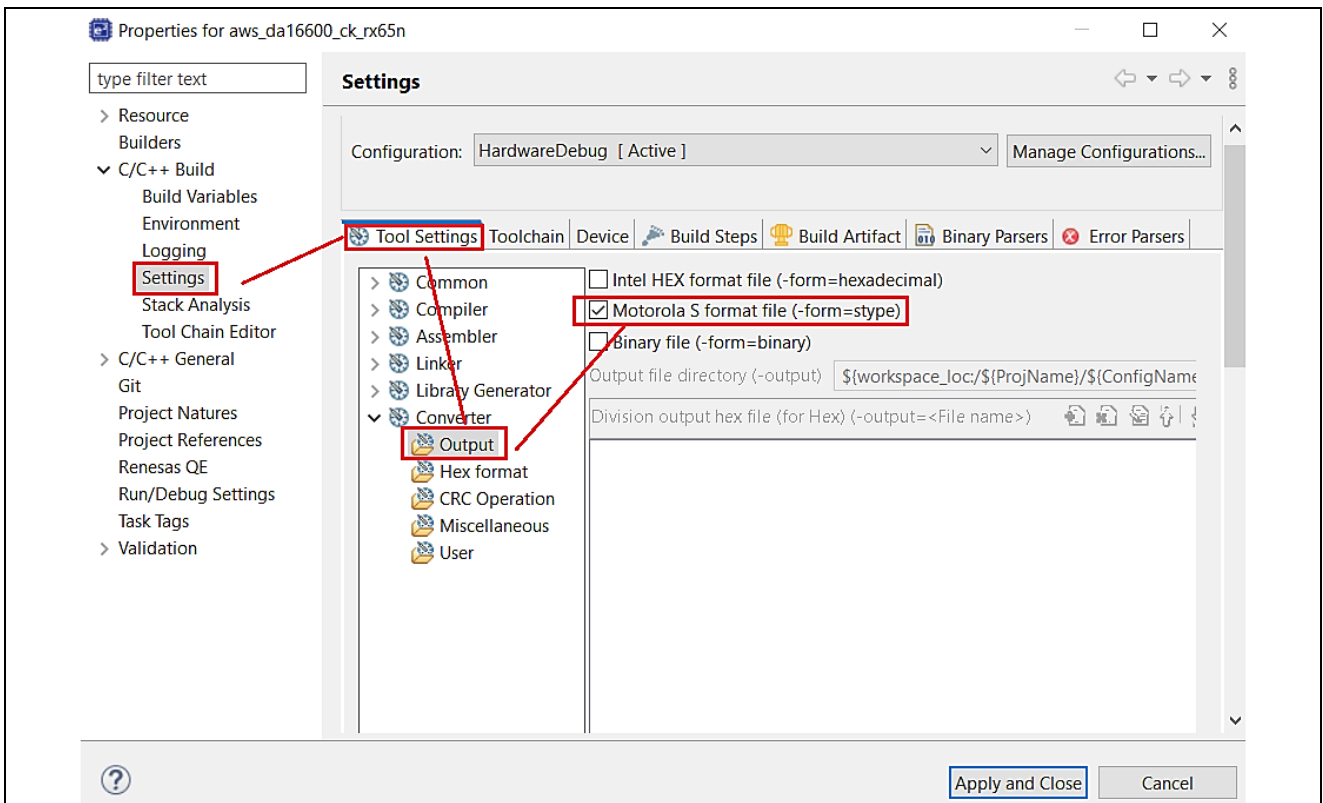 Properties for aws_da16600_ck_rx65n
type filter text
Resource
Builders
C/C++ Build
Build Variables
Environment
Logging
Settings
Stack Analysis
Tool Chain Editor
C/C++ General
Git
Project Natures
Project References
Renesas QE
Run/Debug Settings
Task Tags
Validation
Settings
Configuration: HardwareDebug [ Active ] Manage Configurations...
Tool Settings Toolchain Device Build Steps Build Artifact Binary Parsers Error Parsers
Common
Compiler
Assembler
Linker
Library Generator
Converter
Output
Hex format
CRC Operation
Miscellaneous
User
Intel HEX format file (-form=hexadecimal)
Motorola S format file (-form=stype)
Binary file (-form=binary)
Output file directory (-output) ${workspace_loc:/${ProjName}/${ConfigName
Division output hex file (for Hex) (-output=<File name>)
Apply and Close Cancel